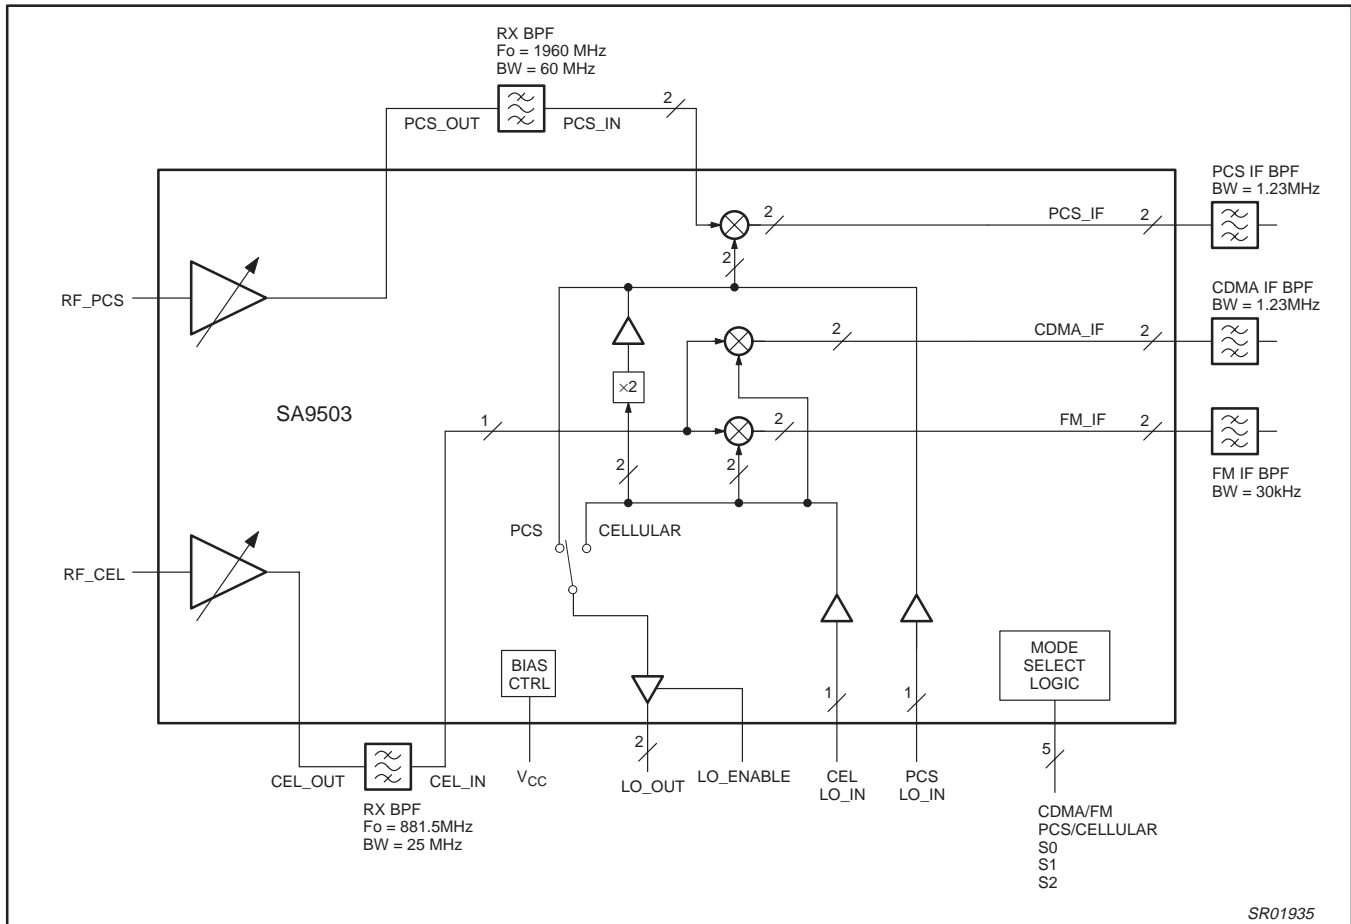 RX BPF
Fo = 1960 MHz
BW = 60 MHz
2
PCS_OUT
PCS_IN
PCS IF BPF
BW = 1.23MHz
2
PCS_IF
2
2
RF_PCS
CDMA IF BPF
BW = 1.23MHz
2
CDMA_IF
2
×2
SA9503
1
2
FM_IF
2
2
2
FM IF BPF
BW = 30kHz
PCS
CELLULAR
RF_CEL
BIAS
CTRL
MODE
SELECT
LOGIC
1
1
2
5
CEL_OUT
CEL_IN
VCC
LO_OUT
LO_ENABLE
CEL
LO_IN
PCS
LO_IN
RX BPF
Fo = 881.5MHz
BW = 25 MHz
CDMA/FM
PCS/CELLULAR
S0
S1
S2
SR01935